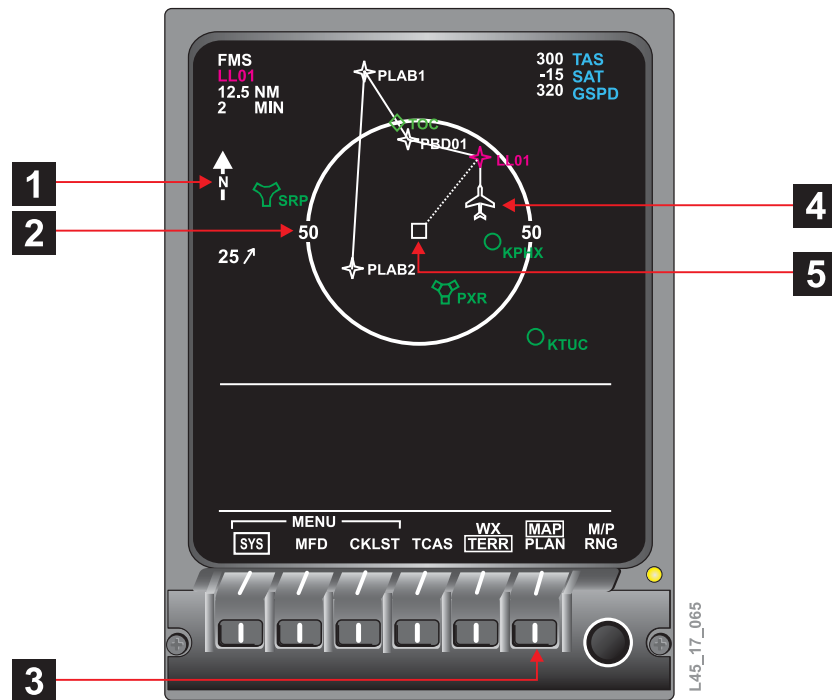 FMS
LL01
12.5 NM
2 MIN
300 TAS
-15 SAT
320 GSPD
PLAB1
TOC
PBD01
LL01
1
N
SRP
4
2
50
50
KPHX
25
PLAB2
5
PXR
KTUC
MENU
SYS
MFD
CKLST
TCAS
WX
TERR
MAP
PLAN
M/P
RNG
3
L45_17_065